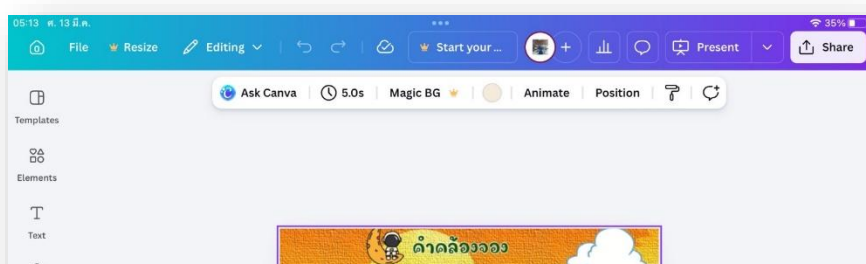 05:13 ศ. 13 มี.ค. 35%
File Resize Editing Start your ... Present Share
Ask Canva 5.0s Magic BG Animate Position
Templates
Elements
Text
คำคล้องจอง